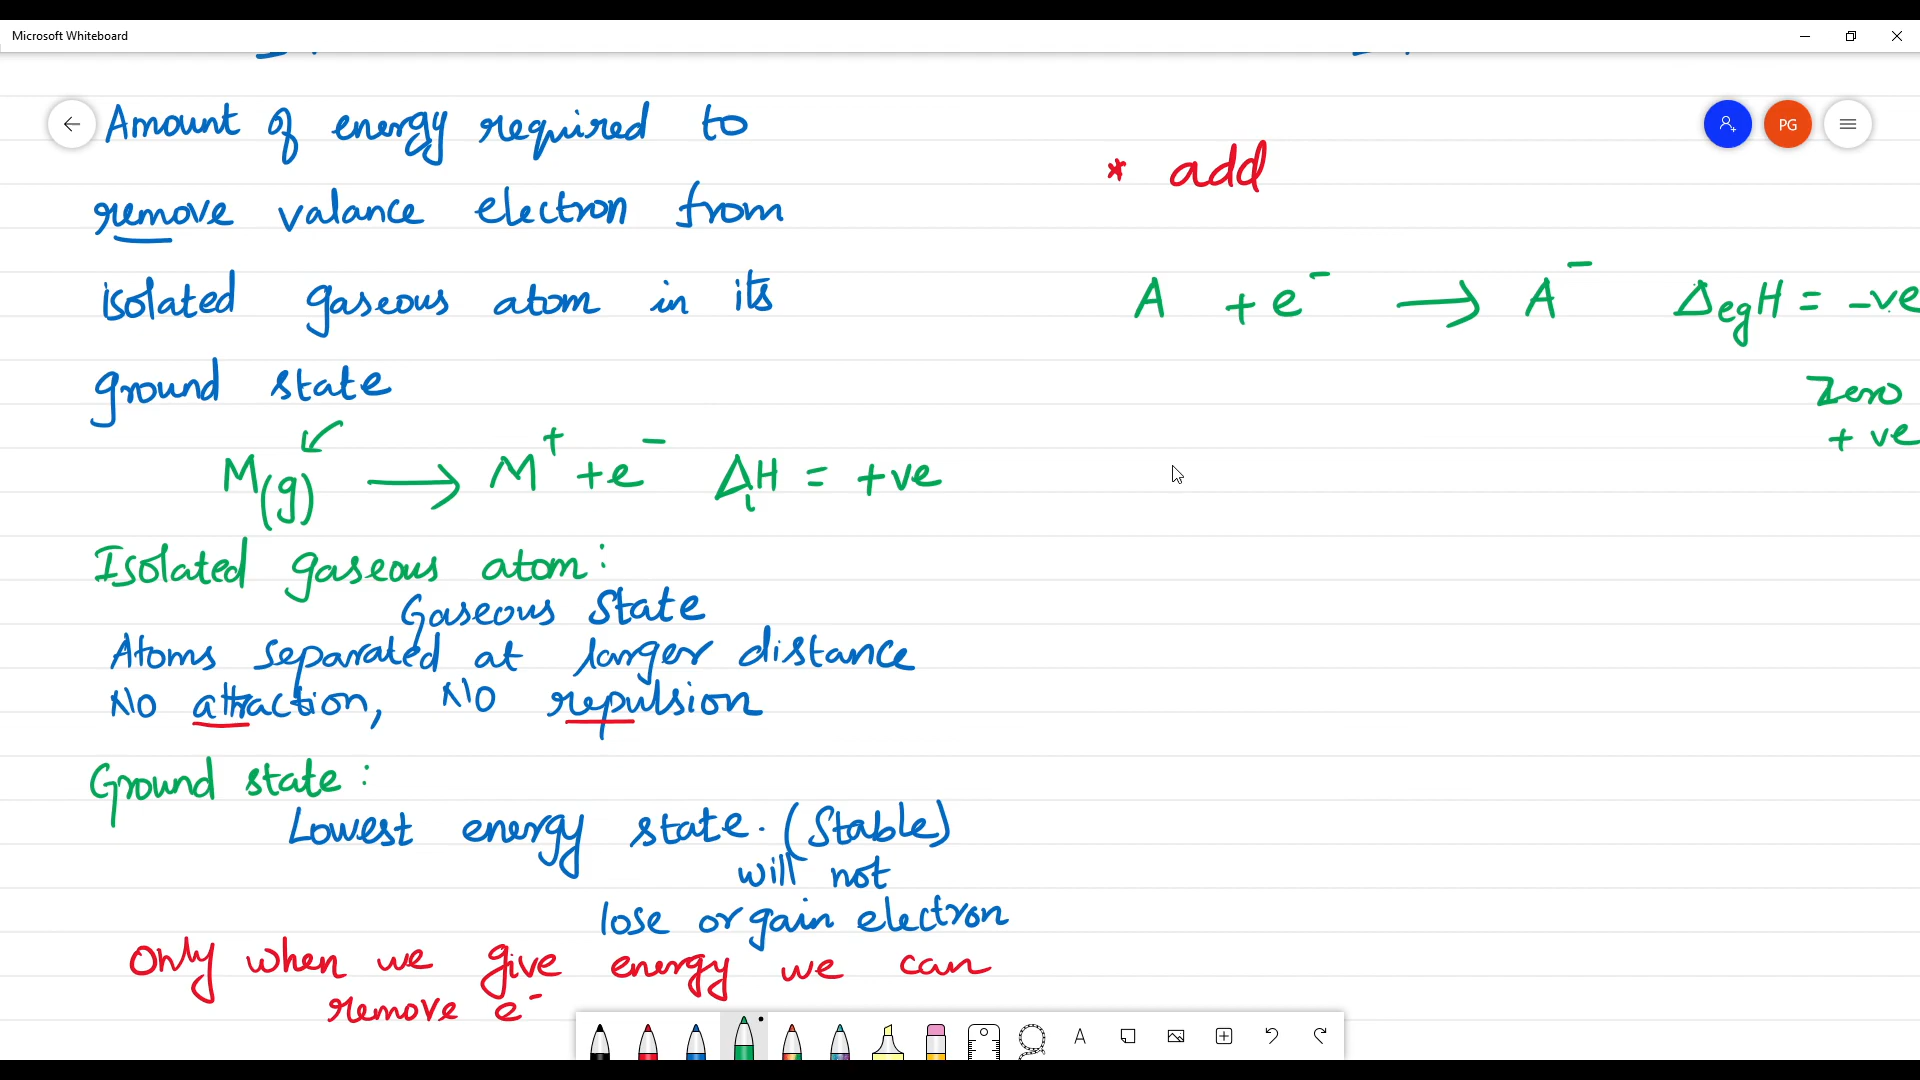 Microsoft Whiteboard
Amount of energy required to
remove valance electron from
isolated gaseous atom in its
ground state
M(g) → M⁺ + e⁻ ΔᵢH = +ve
Isolated gaseous atom:
Gaseous State
Atoms separated at larger distance
No attraction, No repulsion
Ground state:
Lowest energy state. (Stable)
will not
lose or gain electron
Only when we give energy we can
remove e⁻
* add
A + e⁻ → A⁻ ΔegH = -ve
Zero
+ ve
PG
A